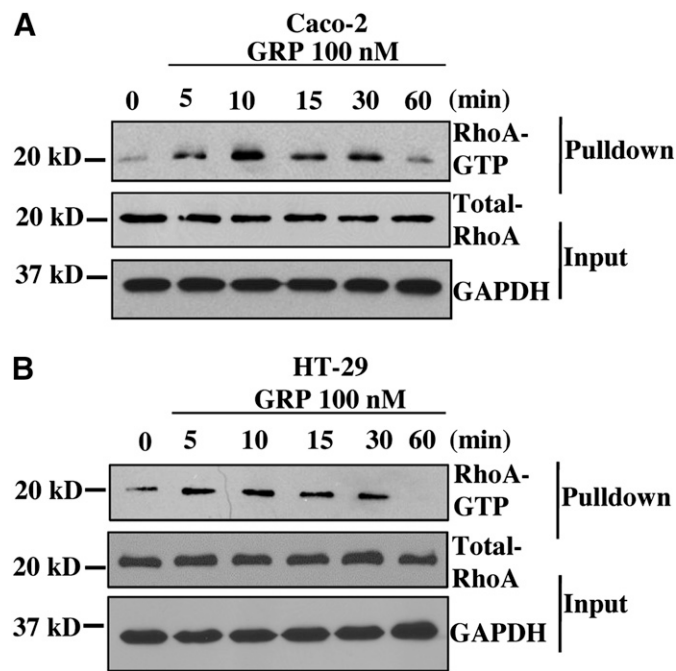 A
Caco-2
GRP 100 nM
0 5 10 15 30 60 (min)
20 kD
RhoA-
GTP
Pulldown
20 kD
Total-
RhoA
Input
37 kD
GAPDH
B
HT-29
GRP 100 nM
0 5 10 15 30 60 (min)
20 kD
RhoA-
GTP
Pulldown
20 kD
Total-
RhoA
Input
37 kD
GAPDH